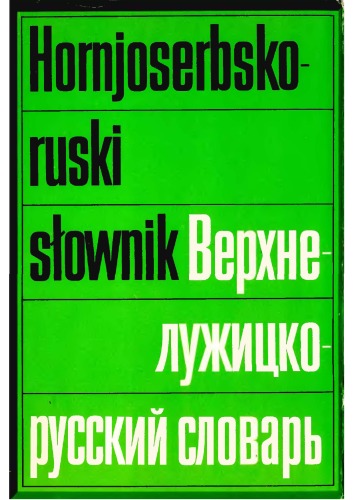 Hornjoserbsko-
ruski
słownik Верхне-
лужицко-
русский словарь